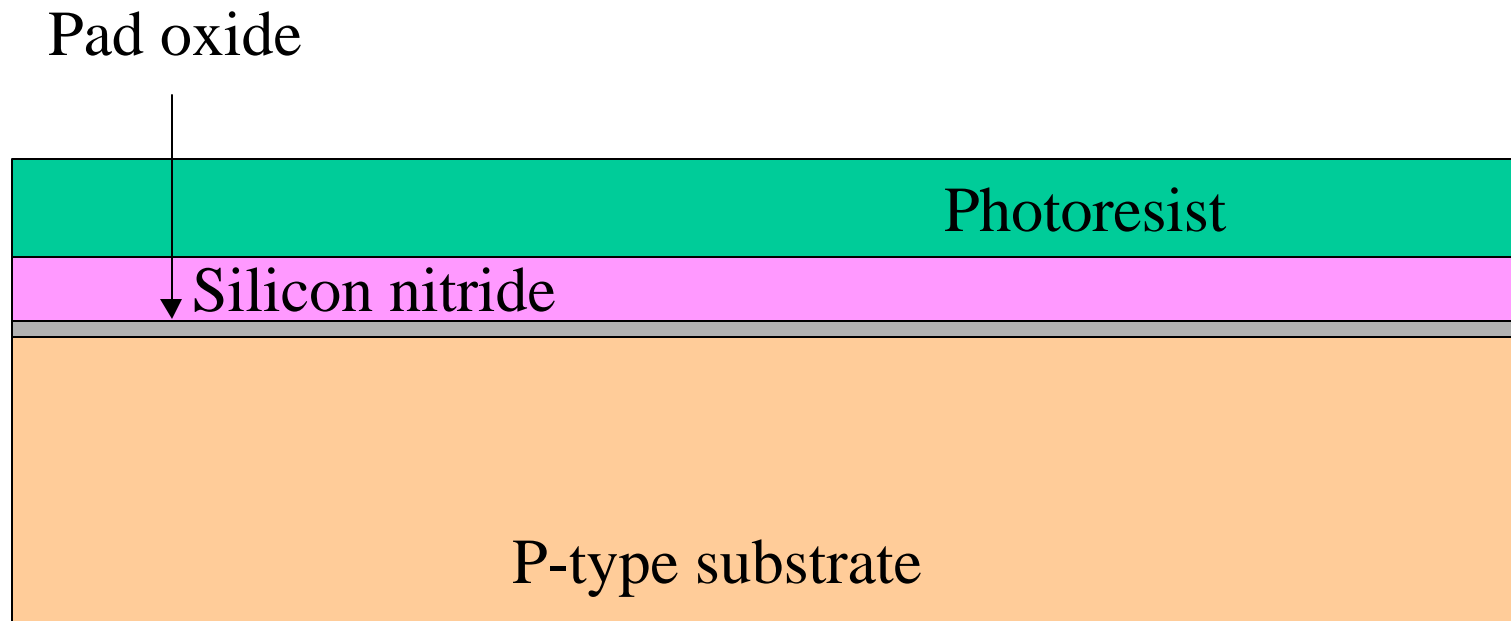 Pad oxide
Photoresist
Silicon nitride
P-type substrate